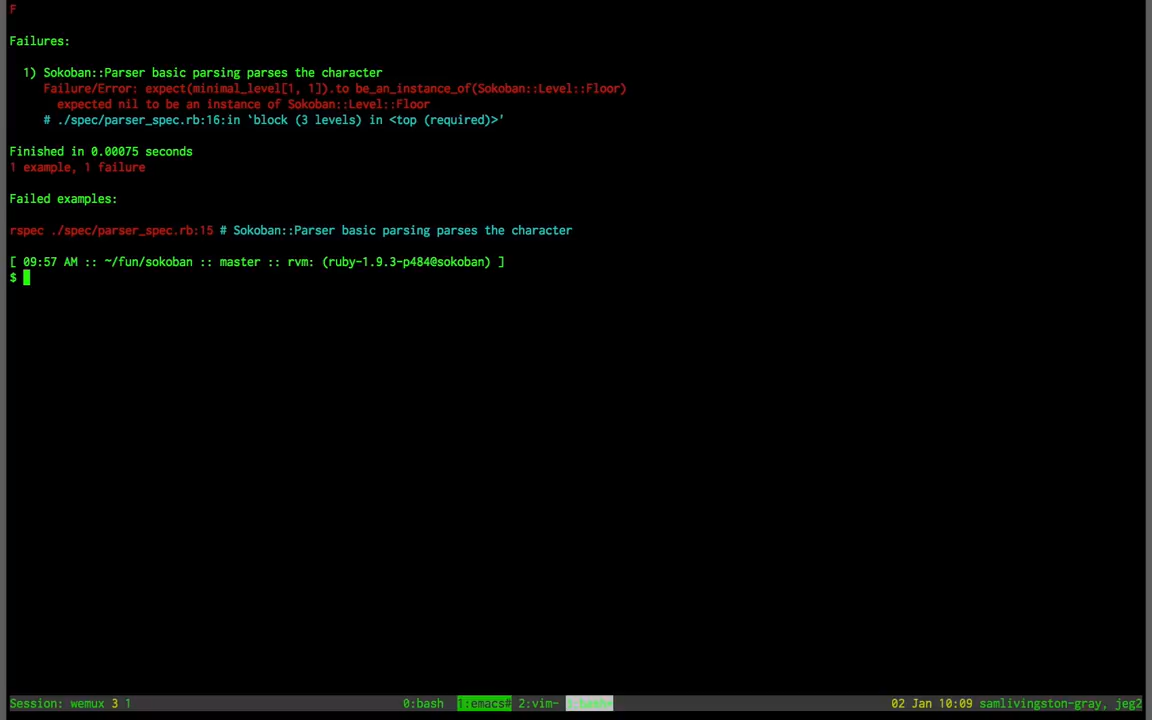 F
Failures:
1) Sokoban::Parser basic parsing parses the character
Failure/Error: expect(minimal_level[1, 1]).to be_an_instance_of(Sokoban::Level::Floor)
expected nil to be an instance of Sokoban::Level::Floor
# ./spec/parser_spec.rb:16:in `block (3 levels) in <top (required)>'
Finished in 0.00075 seconds
1 example, 1 failure
Failed examples:
rspec ./spec/parser_spec.rb:15 # Sokoban::Parser basic parsing parses the character
[ 09:57 AM :: ~/fun/sokoban :: master :: rvm: (ruby-1.9.3-p484@sokoban) ]
$
Session: wemux 3 1 0:bash 1:emacs# 2:vim- 02 Jan 10:09 samlivingston-gray, jeg2